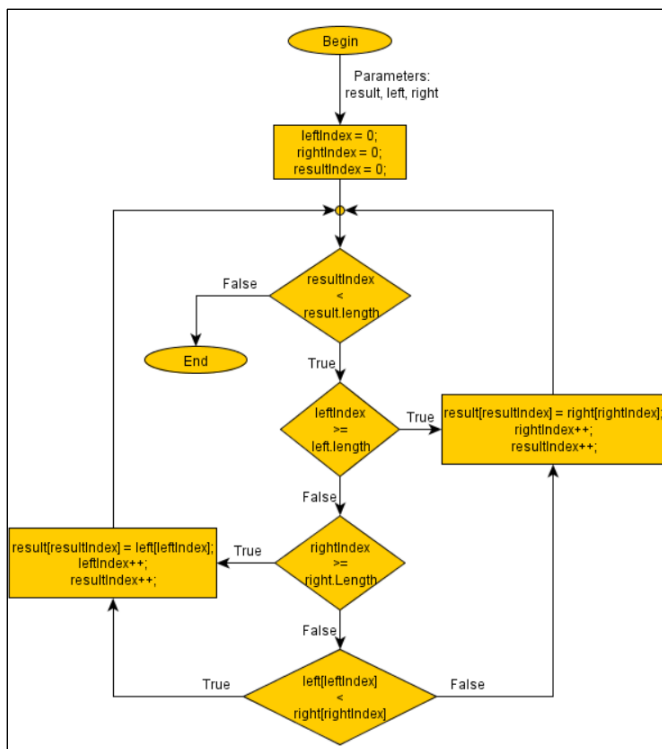 Begin
Parameters:
result, left, right
leftIndex = 0;
rightIndex = 0;
resultIndex = 0;
resultIndex
<
result.length
False
End
True
leftIndex
>=
left.length
True
result[resultIndex] = right[rightIndex];
rightIndex++;
resultIndex++;
False
rightIndex
>=
right.Length
True
result[resultIndex] = left[leftIndex];
leftIndex++;
resultIndex++;
False
left[leftIndex]
<
right[rightIndex]
True
False